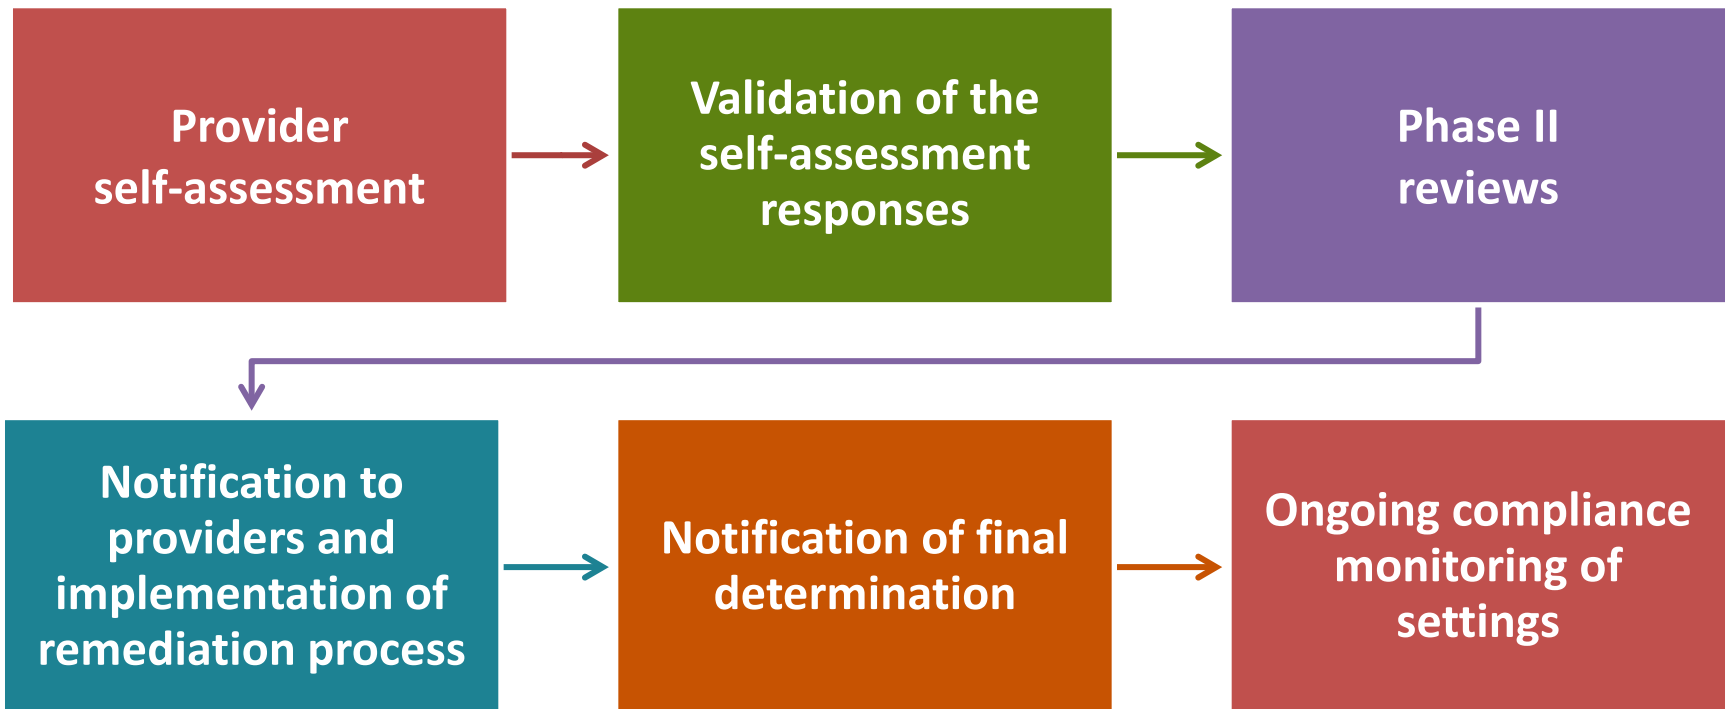 Provider
self-assessment
Validation of the
self-assessment
responses
Phase II
reviews
Notification to
providers and
implementation of
remediation process
Notification of final
determination
Ongoing compliance
monitoring of
settings